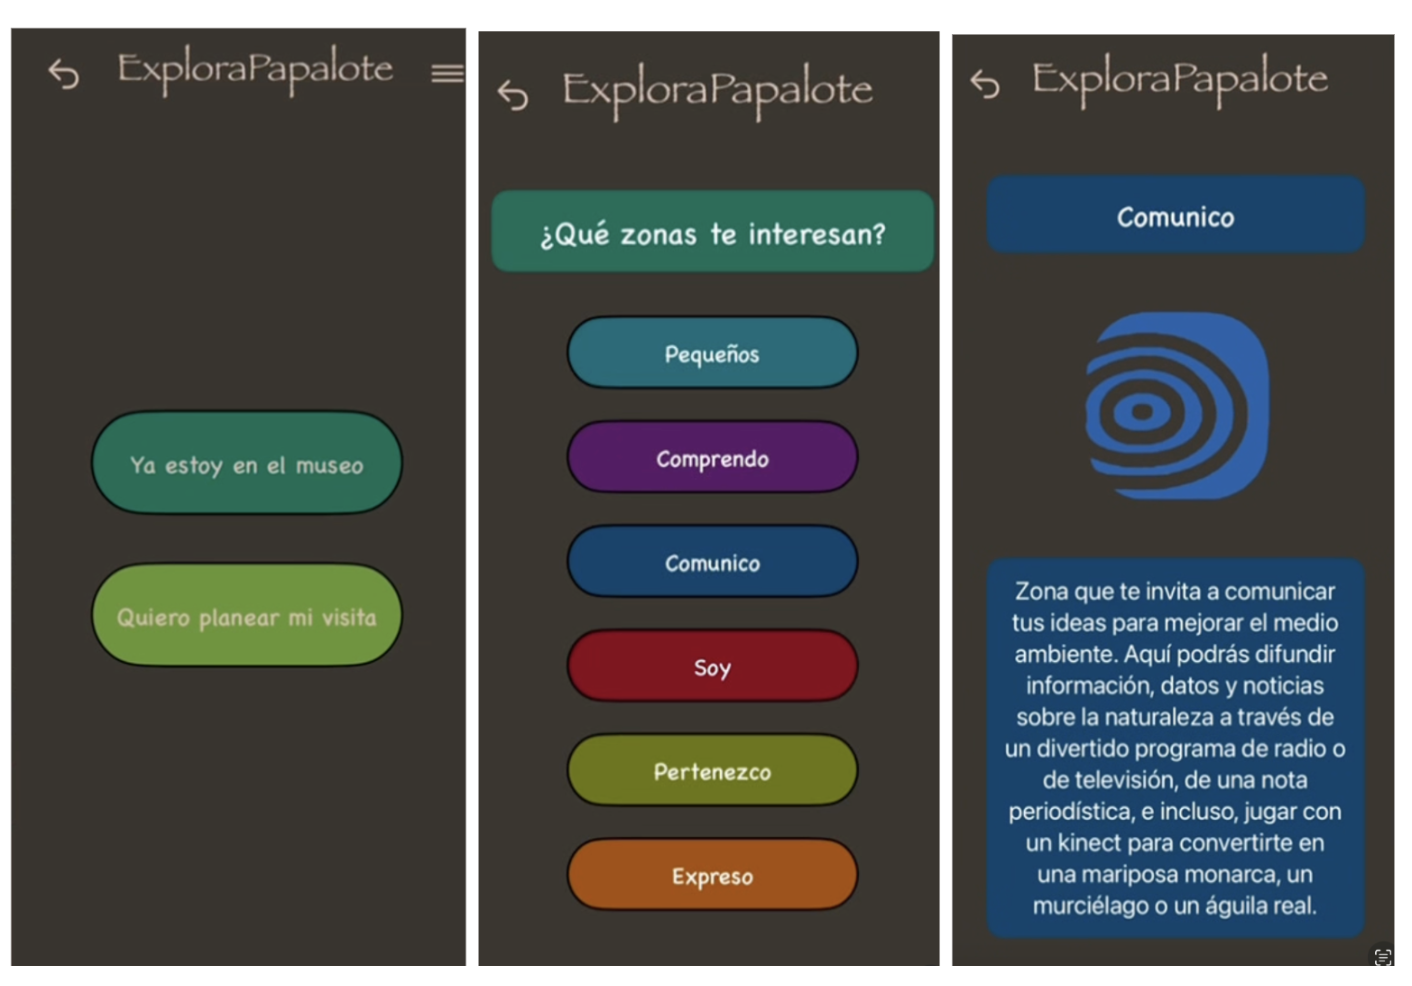 ExploraPapalote
Ya estoy en el museo
Quiero planear mi visita
ExploraPapalote
¿Qué zonas te interesan?
Pequeños
Comprendo
Comunico
Soy
Pertenezco
Expreso
ExploraPapalote
Comunico
Zona que te invita a comunicar
tus ideas para mejorar el medio
ambiente. Aquí podrás difundir
información, datos y noticias
sobre la naturaleza a través de
un divertido programa de radio o
de televisión, de una nota
periodística, e incluso, jugar con
un kinect para convertirte en
una mariposa monarca, un
murciélago o un águila real.